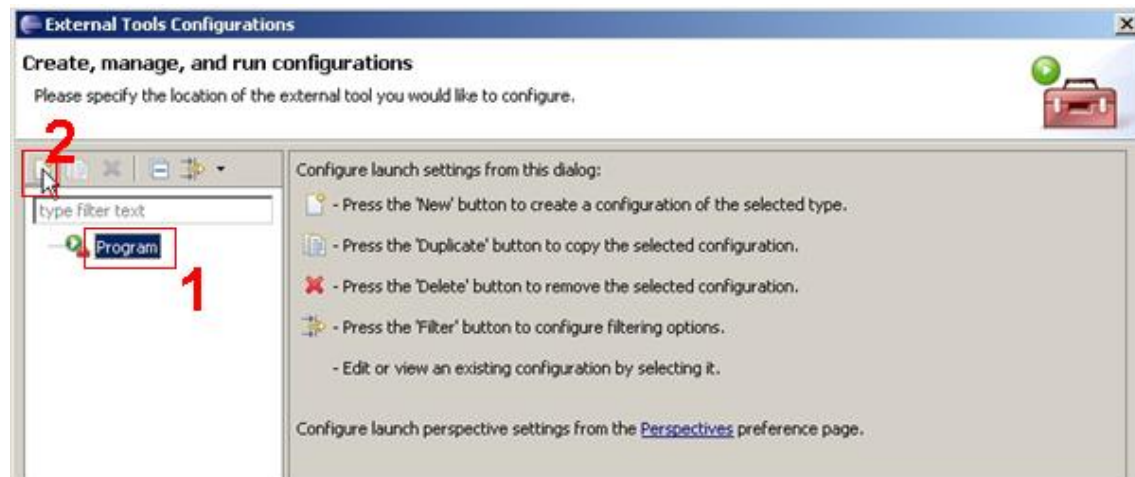 External Tools Configurations
Create, manage, and run configurations
Please specify the location of the external tool you would like to configure.
2
type filter text
Program
1
Configure launch settings from this dialog:
- Press the 'New' button to create a configuration of the selected type.
- Press the 'Duplicate' button to copy the selected configuration.
- Press the 'Delete' button to remove the selected configuration.
- Press the 'Filter' button to configure filtering options.
- Edit or view an existing configuration by selecting it.
Configure launch perspective settings from the Perspectives preference page.